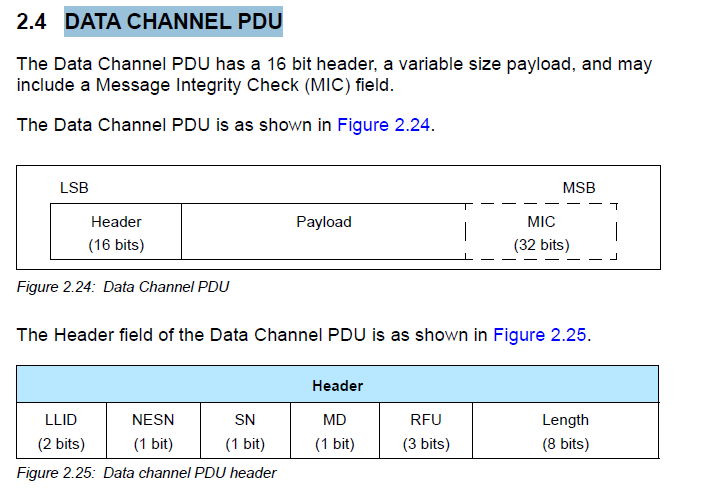 2.4 DATA CHANNEL PDU
The Data Channel PDU has a 16 bit header, a variable size payload, and may
include a Message Integrity Check (MIC) field.
The Data Channel PDU is as shown in Figure 2.24.
LSB MSB
Header Payload MIC
(16 bits) (32 bits)
Figure 2.24: Data Channel PDU
The Header field of the Data Channel PDU is as shown in Figure 2.25.
Header
LLID NESN SN MD RFU Length
(2 bits) (1 bit) (1 bit) (1 bit) (3 bits) (8 bits)
Figure 2.25: Data channel PDU header